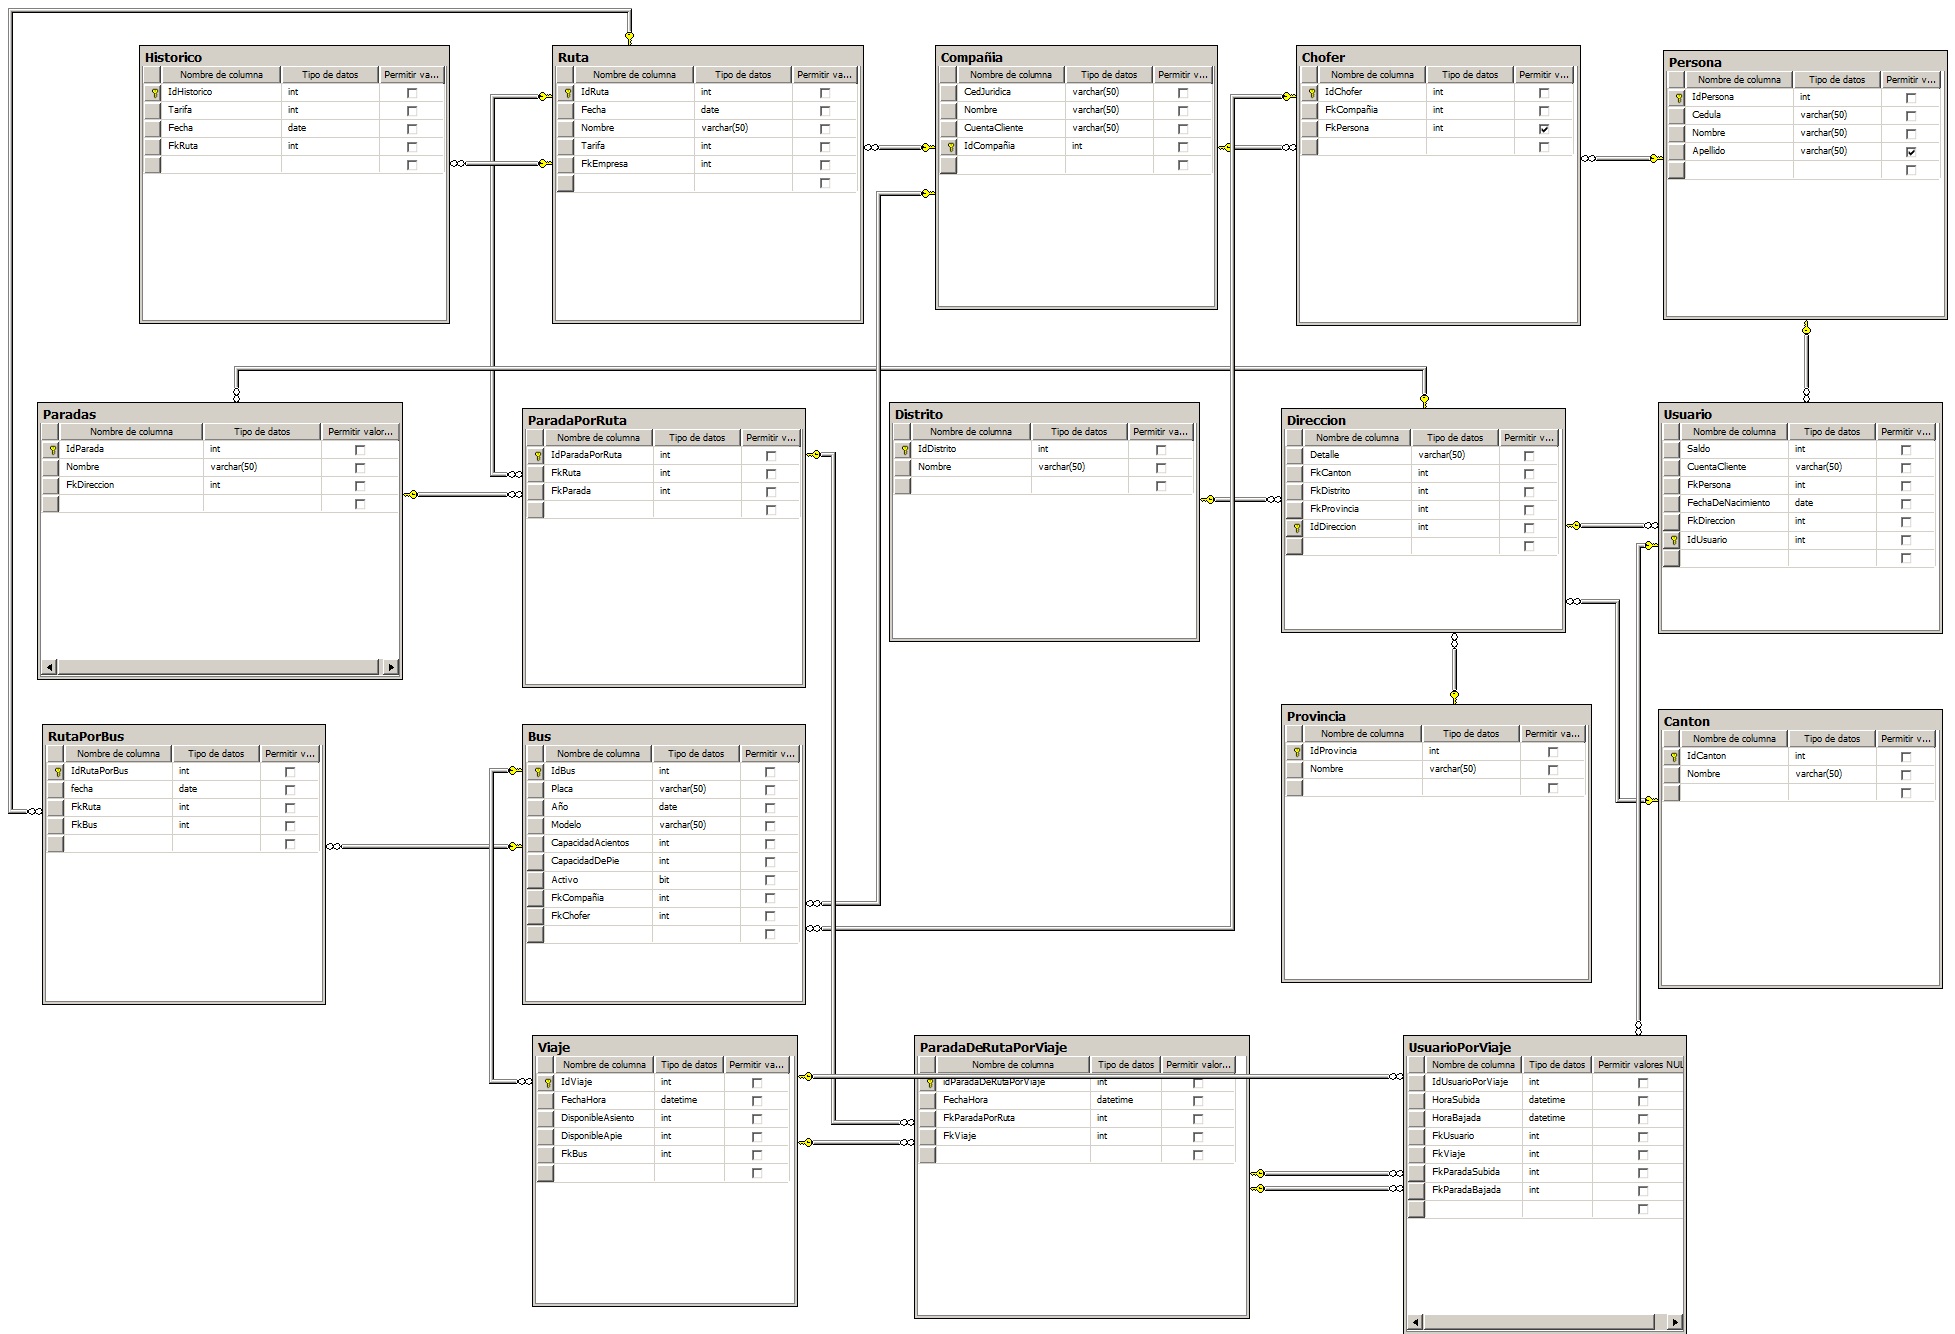 Historico
Nombre de columna Tipo de datos Permitir va...
IdHistorico int
Tarifa int
Fecha date
FkRuta int
Ruta
Nombre de columna Tipo de datos Permitir va...
IdRuta int
Fecha date
Nombre varchar(50)
Tarifa int
FkEmpresa int
Compañia
Nombre de columna Tipo de datos Permitir va...
CedJuridica varchar(50)
Nombre varchar(50)
CuentaCliente varchar(50)
IdCompañia int
Chofer
Nombre de columna Tipo de datos Permitir v...
IdChofer int
FkCompañia int
FkPersona int
Persona
Nombre de columna Tipo de datos Permitir v...
IdPersona int
Cedula varchar(50)
Nombre varchar(50)
Apellido varchar(50)
Paradas
Nombre de columna Tipo de datos Permitir valor...
IdParada int
Nombre varchar(50)
FkDireccion int
ParadaPorRuta
Nombre de columna Tipo de datos Permitir v...
IdParadaPorRuta int
FkRuta int
FkParada int
Distrito
Nombre de columna Tipo de datos Permitir v...
IdDistrito int
Nombre varchar(50)
Direccion
Nombre de columna Tipo de datos Permitir v...
Detalle varchar(50)
FkCanton int
FkDistrito int
FkProvincia int
IdDireccion int
Usuario
Nombre de columna Tipo de datos Permitir v...
Saldo int
CuentaCliente varchar(50)
FkPersona int
FechaDeNacimiento date
FkDireccion int
IdUsuario int
RutaPorBus
Nombre de columna Tipo de datos Permitir v...
IdRutaPorBus int
fecha date
FkRuta int
FkBus int
Bus
Nombre de columna Tipo de datos Permitir v...
IdBus int
Placa varchar(50)
Año date
Modelo varchar(50)
CapacidadAcientos int
CapacidadDePie int
Activo bit
FkCompañia int
FkChofer int
Provincia
Nombre de columna Tipo de datos Permitir va...
IdProvincia int
Nombre varchar(50)
Canton
Nombre de columna Tipo de datos Permitir v...
IdCanton int
Nombre varchar(50)
Viaje
Nombre de columna Tipo de datos Permitir va...
IdViaje int
FechaHora datetime
DisponibleAsiento int
DisponibleApie int
FkBus int
ParadaDeRutaPorViaje
Nombre de columna Tipo de datos Permitir valor...
idParadaDeRutaPorViaje int
FechaHora datetime
FkParadaPorRuta int
FkViaje int
UsuarioPorViaje
Nombre de columna Tipo de datos Permitir valores NUL
IdUsuarioPorViaje int
HoraSubida datetime
HoraBajada datetime
FkUsuario int
FkViaje int
FkParadaSubida int
FkParadaBajada int